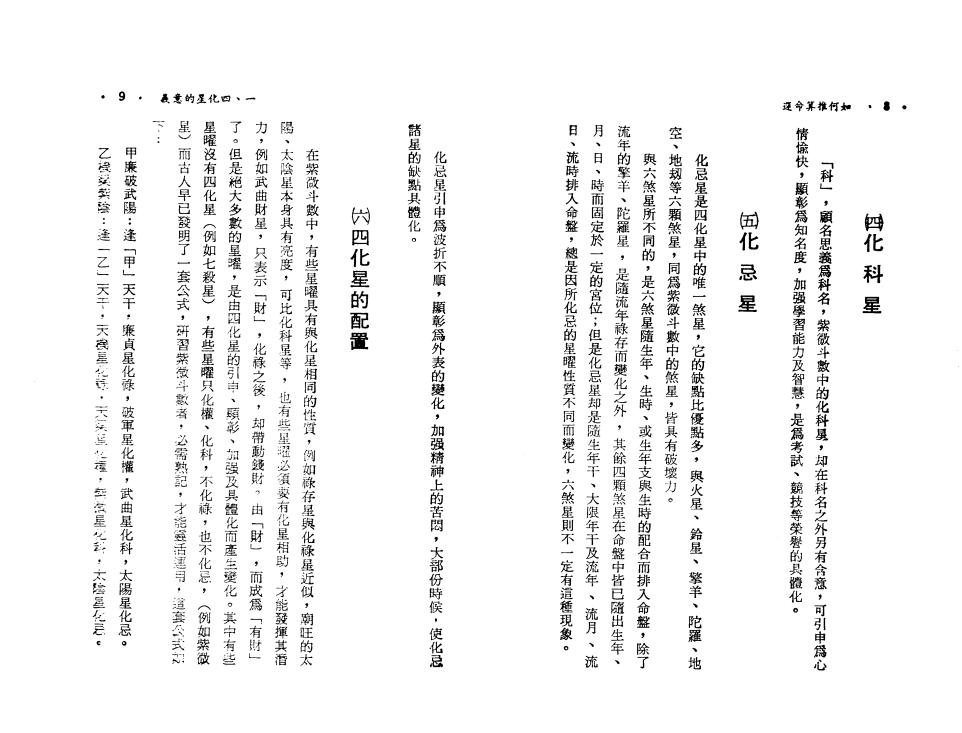 如何推算命運 · 8 ·
㈣化科星
「科」，顧名思義爲科名，紫微斗數中的化科星，却在科名之外另有含意，可引申爲心
情愉快，顯彰爲知名度，加强學習能力及智慧，是爲考試、競技等榮譽的具體化。
㈤化忌星
化忌星是四化星中的唯一煞星，它的缺點比優點多，與火星、鈴星、擎羊、陀羅、地
空、地刼等六顆煞星，同爲紫微斗數中的煞星，皆具有破壞力。
與六煞星所不同的，是六煞星隨生年、生時、或生年支與生時的配合而排入命盤，除了
流年的擎羊、陀羅星，是隨流年祿存而變化之外，其餘四顆煞星在命盤中皆已隨出生年、
月、日、時而固定於一定的宮位；但是化忌星却是隨生年干、大限年干及流年、流月、流
日、流時排入命盤，總是因所化忌的星曜性質不同而變化，六煞星則不一定有這種現象。
一、四化星的意義 · 9 ·
化忌星引申爲波折不順，顯彰爲外表的變化，加强精神上的苦悶，大部份時候，使化忌
諸星的缺點具體化。
㈥四化星的配置
在紫微斗數中，有些星曜具有與化星相同的性質，例如祿存星與化祿星近似，廟旺的太
陽、太陰星本身具有亮度，可比化科星等，也有些星曜必須要有化星相助，才能發揮其潛
力，例如武曲財星，只表示「財」，化祿之後，却帶動錢財。由「財」，而成爲「有財」
了。但是絕大多數的星曜，是由四化星的引申、顯彰、加强及具體化而產生變化。其中有些
星曜沒有四化星（例如七殺星），有些星曜只化權、化科，不化祿，也不化忌，（例如紫微
星）而古人早已發明了一套公式，研習紫微斗數者，必需熟記，才能靈活運用，這套公式如
下：
甲廉破武陽：逢「甲」天干，廉貞星化祿，破軍星化權，武曲星化科，太陽星化忌。
乙機梁紫陰：逢「乙」天干，天機星化祿，天梁星化權，紫微星化科，太陰星化忌。